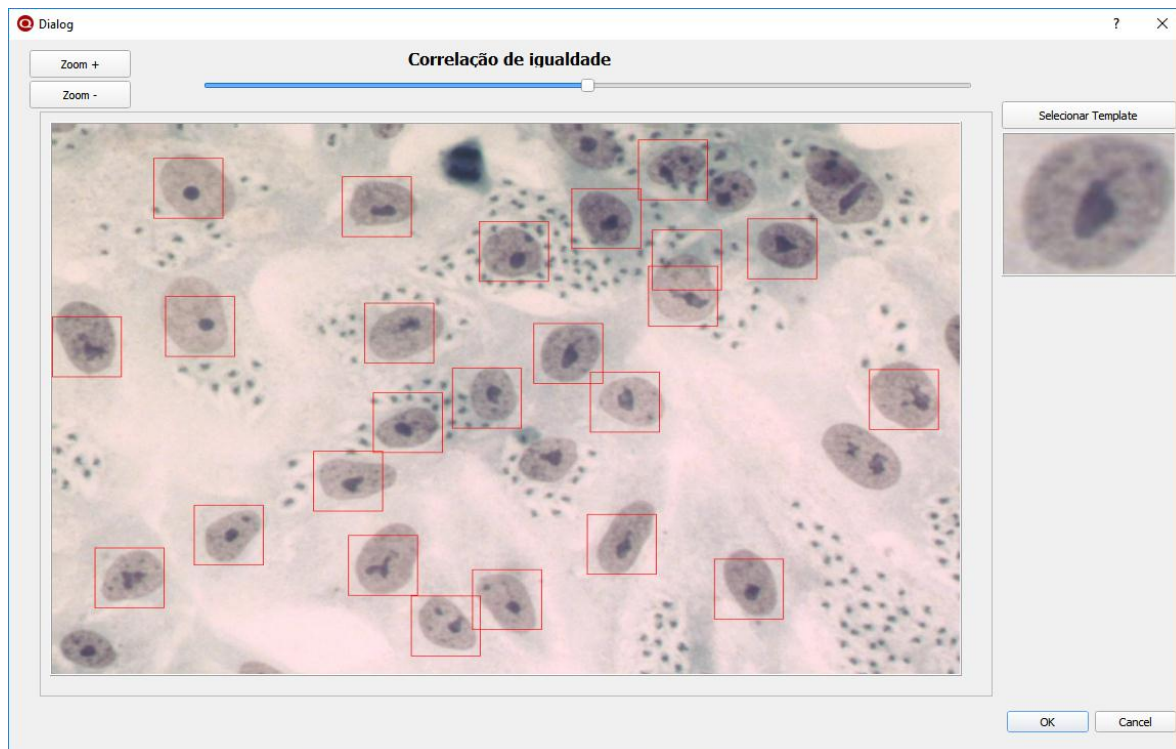 Dialog
?
Zoom +
Correlação de igualdade
Zoom -
Selecionar Template
OK
Cancel